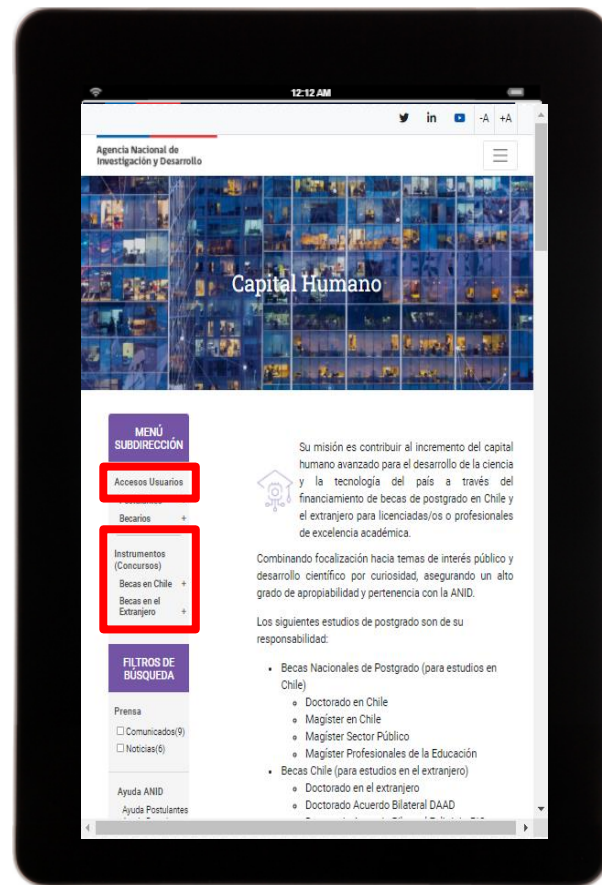 12:12 AM
in -A +A
Agencia Nacional de
Investigación y Desarrollo
Capital Humano
MENÚ
SUBDIRECCIÓN
Accesos Usuarios
Becarios +
Instrumentos
(Concursos)
Becas en Chile +
Becas en el
Extranjero +
FILTROS DE
BÚSQUEDA
Prensa
Comunicados(9)
Noticias(6)
Ayuda ANID
Ayuda Postulantes
Su misión es contribuir al incremento del capital
humano avanzado para el desarrollo de la ciencia
y la tecnología del país a través del
financiamiento de becas de postgrado en Chile y
el extranjero para licenciadas/os o profesionales
de excelencia académica.
Combinando focalización hacia temas de interés público y
desarrollo científico por curiosidad, asegurando un alto
grado de apropiabilidad y pertenencia con la ANID.
Los siguientes estudios de postgrado son de su
responsabilidad:
• Becas Nacionales de Postgrado (para estudios en
Chile)
Doctorado en Chile
Magíster en Chile
Magíster Sector Público
Magíster Profesionales de la Educación
• Becas Chile (para estudios en el extranjero)
Doctorado en el extranjero
Doctorado Acuerdo Bilateral DAAD